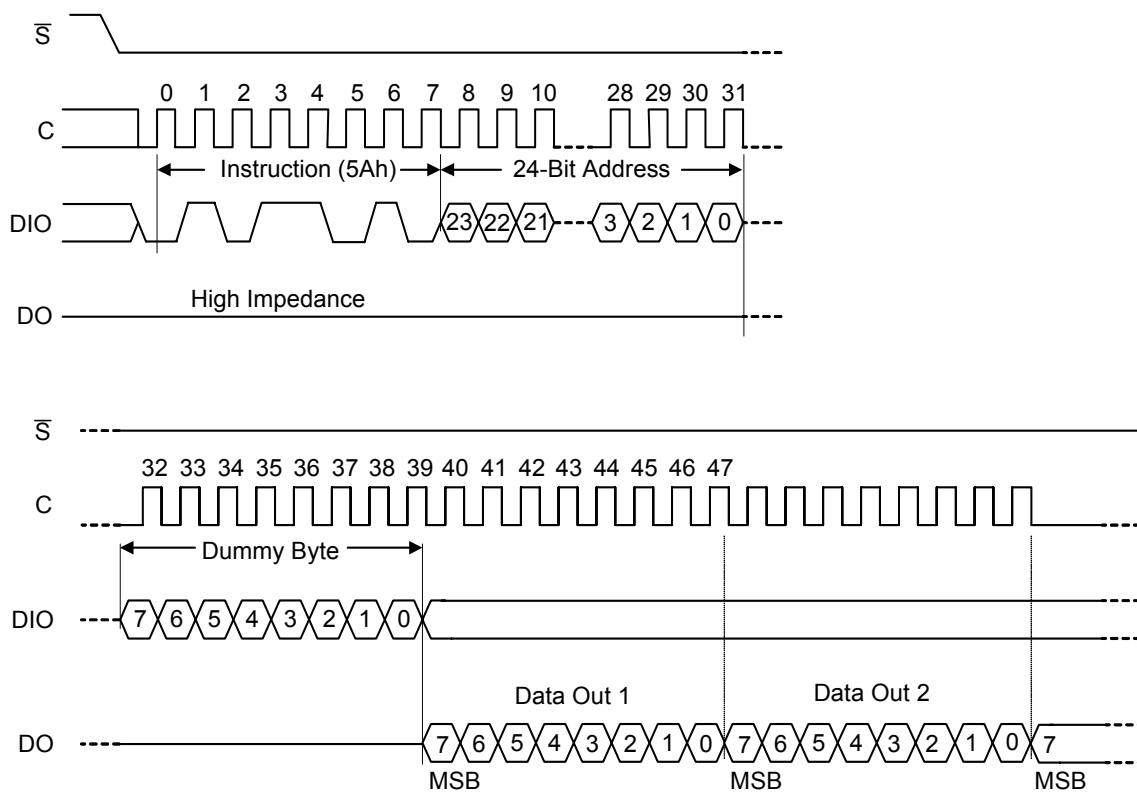 S̅
0 1 2 3 4 5 6 7 8 9 10 28 29 30 31
C
Instruction (5Ah) 24-Bit Address
DIO 23 22 21 3 2 1 0
High Impedance
DO
S̅
32 33 34 35 36 37 38 39 40 41 42 43 44 45 46 47
C
Dummy Byte
DIO 7 6 5 4 3 2 1 0
Data Out 1 Data Out 2
DO 7 6 5 4 3 2 1 0 7 6 5 4 3 2 1 0 7
MSB MSB MSB